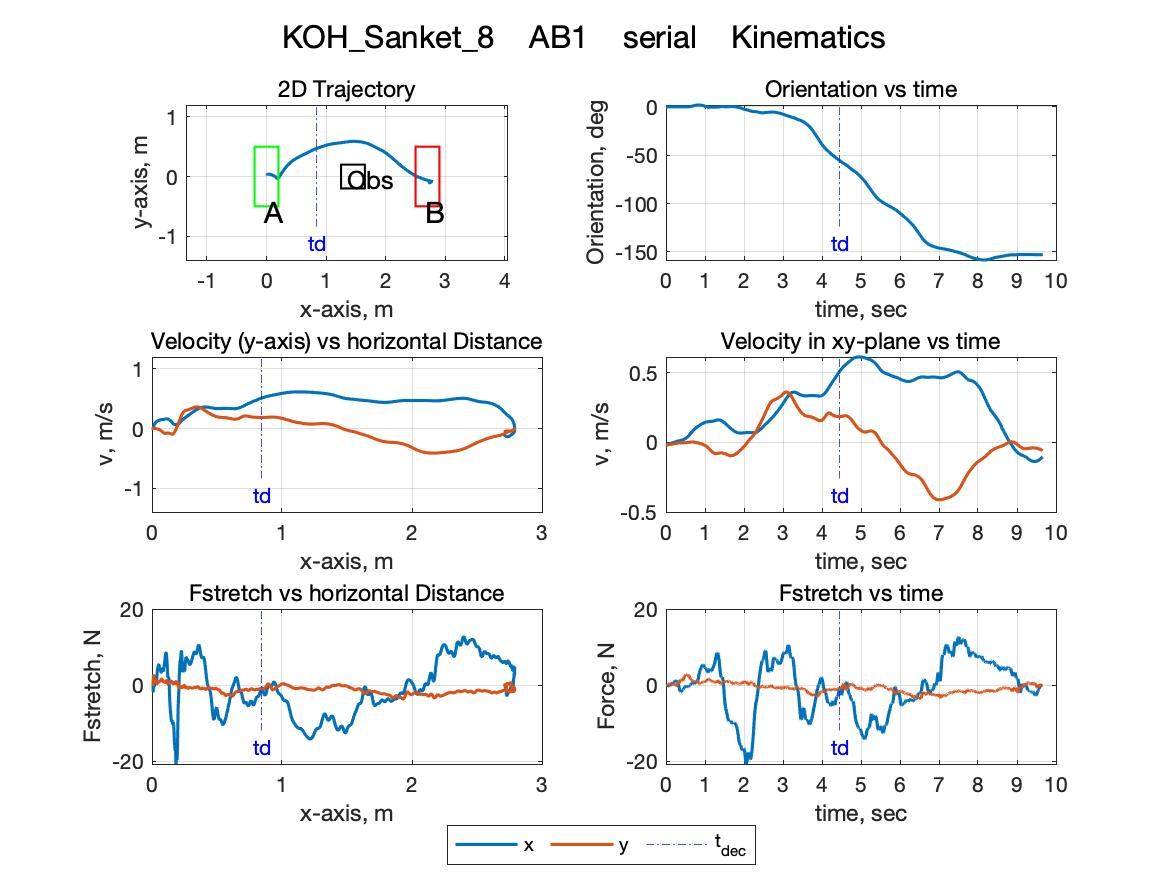 KOH_Sanket_8 AB1 serial Kinematics
2D Trajectory
y-axis, m
1
0
-1
A
Obs
B
td
-1 0 1 2 3 4
x-axis, m
Orientation vs time
Orientation, deg
0
-50
-100
-150
td
0 1 2 3 4 5 6 7 8 9 10
time, sec
Velocity (y-axis) vs horizontal Distance
v, m/s
1
0
-1
td
0 1 2 3
x-axis, m
Velocity in xy-plane vs time
v, m/s
0.5
0
-0.5
td
0 1 2 3 4 5 6 7 8 9 10
time, sec
Fstretch vs horizontal Distance
Fstretch, N
20
0
-20
td
0 1 2 3
x-axis, m
Fstretch vs time
Force, N
20
0
-20
td
0 1 2 3 4 5 6 7 8 9 10
time, sec
x y t_dec